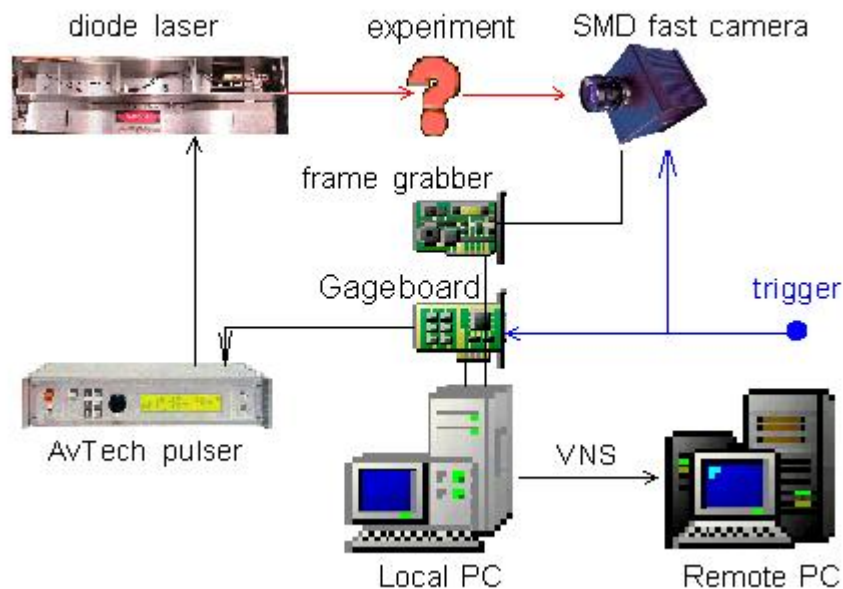 diode laser
experiment
SMD fast camera
frame grabber
Gageboard
trigger
AvTech pulser
VNS
Local PC
Remote PC